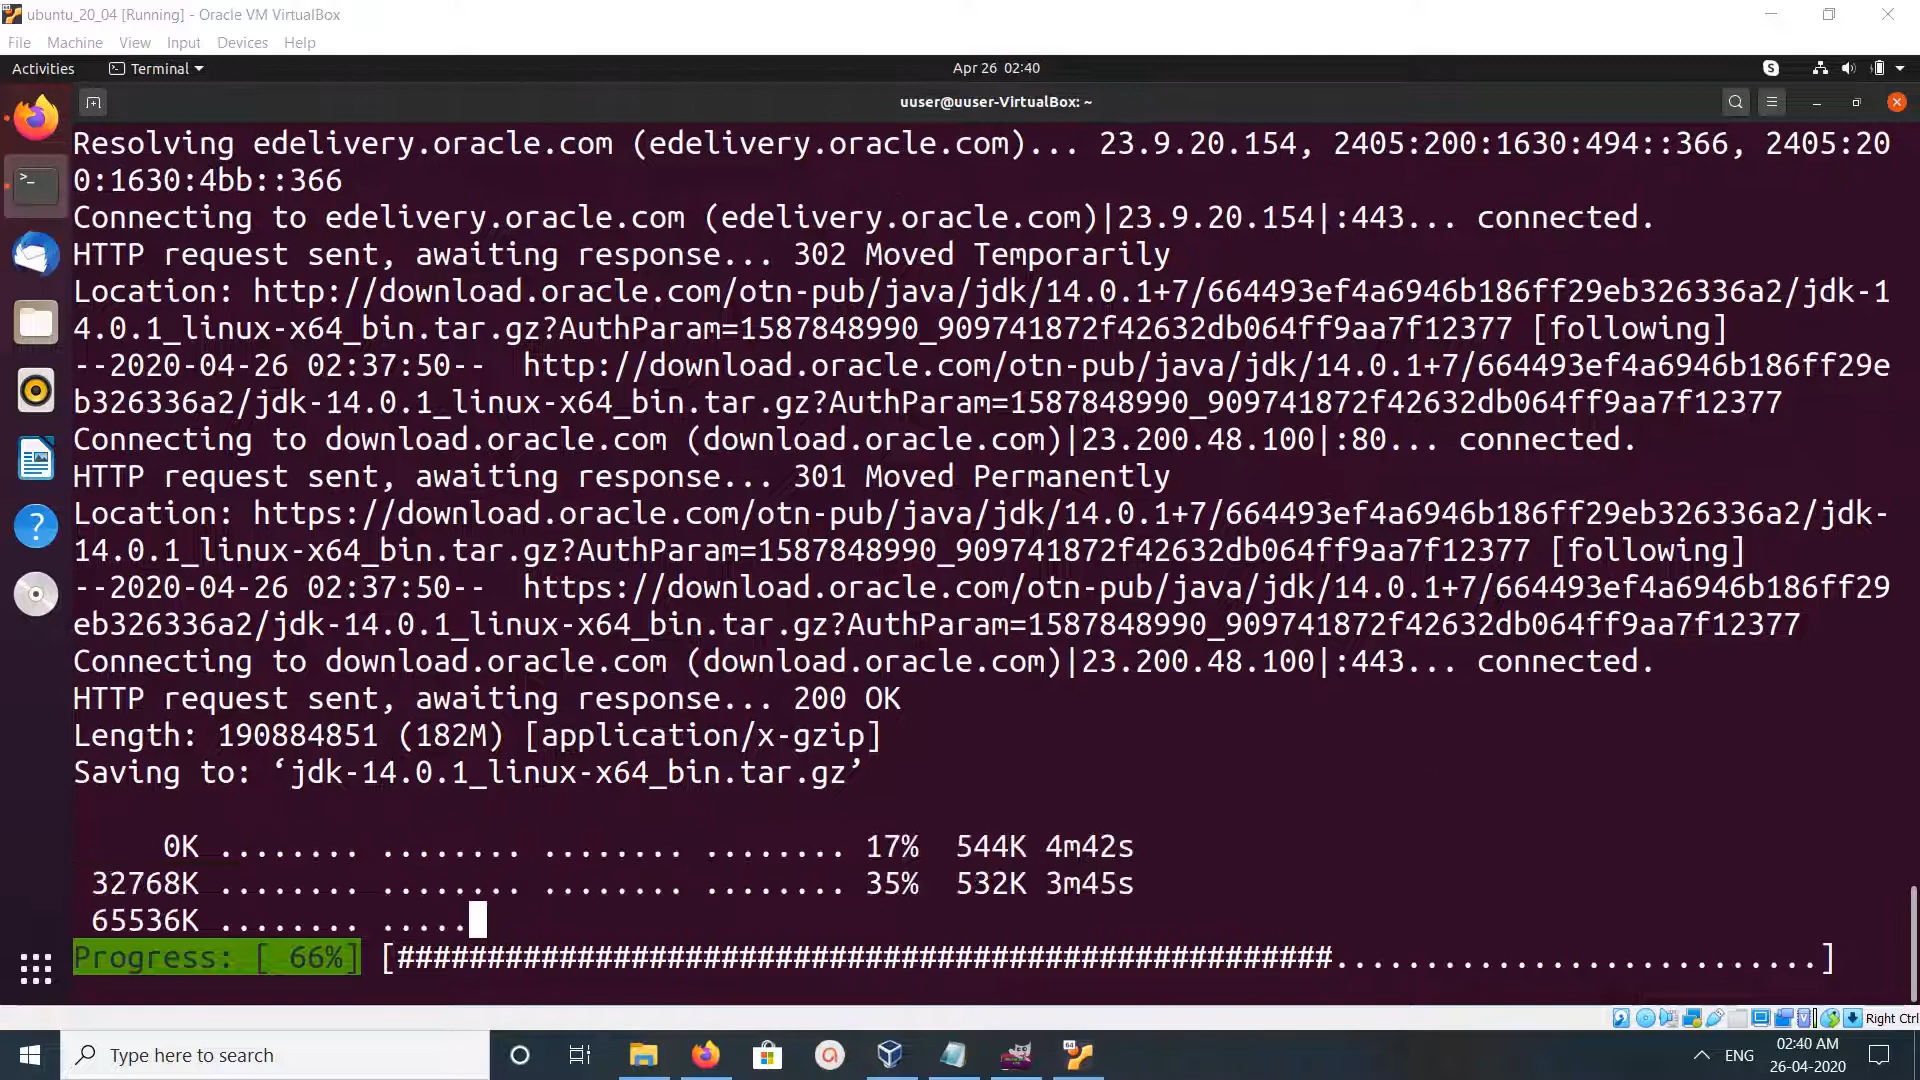 ubuntu_20_04 [Running] - Oracle VM VirtualBox
File Machine View Input Devices Help
Activities Terminal Apr 26 02:40
uuser@uuser-VirtualBox: ~
Resolving edelivery.oracle.com (edelivery.oracle.com)... 23.9.20.154, 2405:200:1630:494::366, 2405:20
0:1630:4bb::366
Connecting to edelivery.oracle.com (edelivery.oracle.com)|23.9.20.154|:443... connected.
HTTP request sent, awaiting response... 302 Moved Temporarily
Location: http://download.oracle.com/otn-pub/java/jdk/14.0.1+7/664493ef4a6946b186ff29eb326336a2/jdk-1
4.0.1_linux-x64_bin.tar.gz?AuthParam=1587848990_909741872f42632db064ff9aa7f12377 [following]
--2020-04-26 02:37:50--  http://download.oracle.com/otn-pub/java/jdk/14.0.1+7/664493ef4a6946b186ff29e
b326336a2/jdk-14.0.1_linux-x64_bin.tar.gz?AuthParam=1587848990_909741872f42632db064ff9aa7f12377
Connecting to download.oracle.com (download.oracle.com)|23.200.48.100|:80... connected.
HTTP request sent, awaiting response... 301 Moved Permanently
Location: https://download.oracle.com/otn-pub/java/jdk/14.0.1+7/664493ef4a6946b186ff29eb326336a2/jdk-
14.0.1_linux-x64_bin.tar.gz?AuthParam=1587848990_909741872f42632db064ff9aa7f12377 [following]
--2020-04-26 02:37:50--  https://download.oracle.com/otn-pub/java/jdk/14.0.1+7/664493ef4a6946b186ff29
eb326336a2/jdk-14.0.1_linux-x64_bin.tar.gz?AuthParam=1587848990_909741872f42632db064ff9aa7f12377
Connecting to download.oracle.com (download.oracle.com)|23.200.48.100|:443... connected.
HTTP request sent, awaiting response... 200 OK
Length: 190884851 (182M) [application/x-gzip]
Saving to: ‘jdk-14.0.1_linux-x64_bin.tar.gz’
0K ........ ........ ........ ........ 17%  544K 4m42s
32768K ........ ........ ........ ........ 35%  532K 3m45s
65536K ........ .....
Progress: [ 66%] [####################################################...........................]
Right Ctrl
Type here to search
64
ENG
02:40 AM
26-04-2020